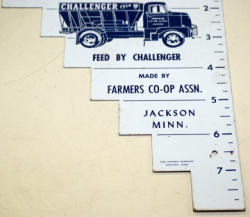 CHALLENGER
FEED BY CHALLENGER
MADE BY
FARMERS CO-OP ASSN.
JACKSON
MINN.
2
3
4
5
6
7